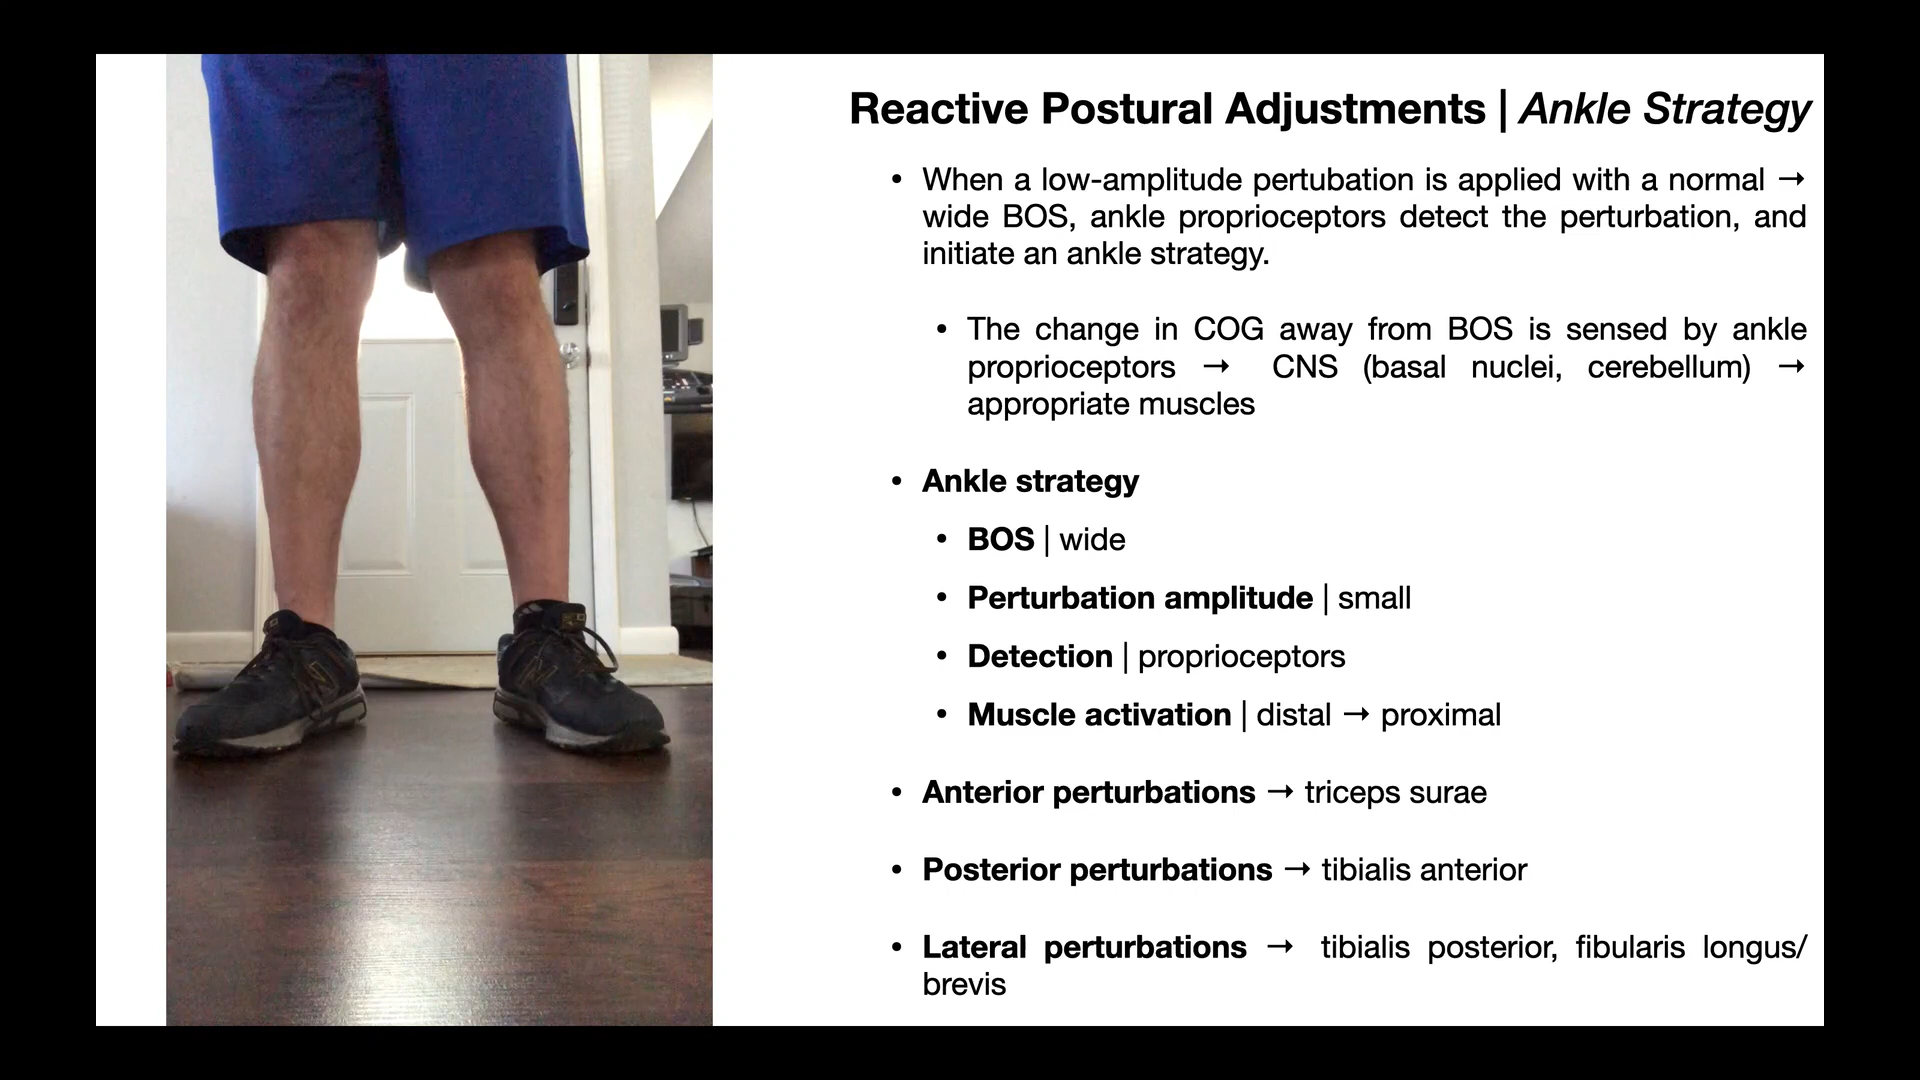 Reactive Postural Adjustments | Ankle Strategy
• When a low-amplitude pertubation is applied with a normal →
wide BOS, ankle proprioceptors detect the perturbation, and
initiate an ankle strategy.
• The change in COG away from BOS is sensed by ankle
proprioceptors → CNS (basal nuclei, cerebellum) →
appropriate muscles
• Ankle strategy
• BOS | wide
• Perturbation amplitude | small
• Detection | proprioceptors
• Muscle activation | distal → proximal
• Anterior perturbations → triceps surae
• Posterior perturbations → tibialis anterior
• Lateral perturbations → tibialis posterior, fibularis longus/
brevis